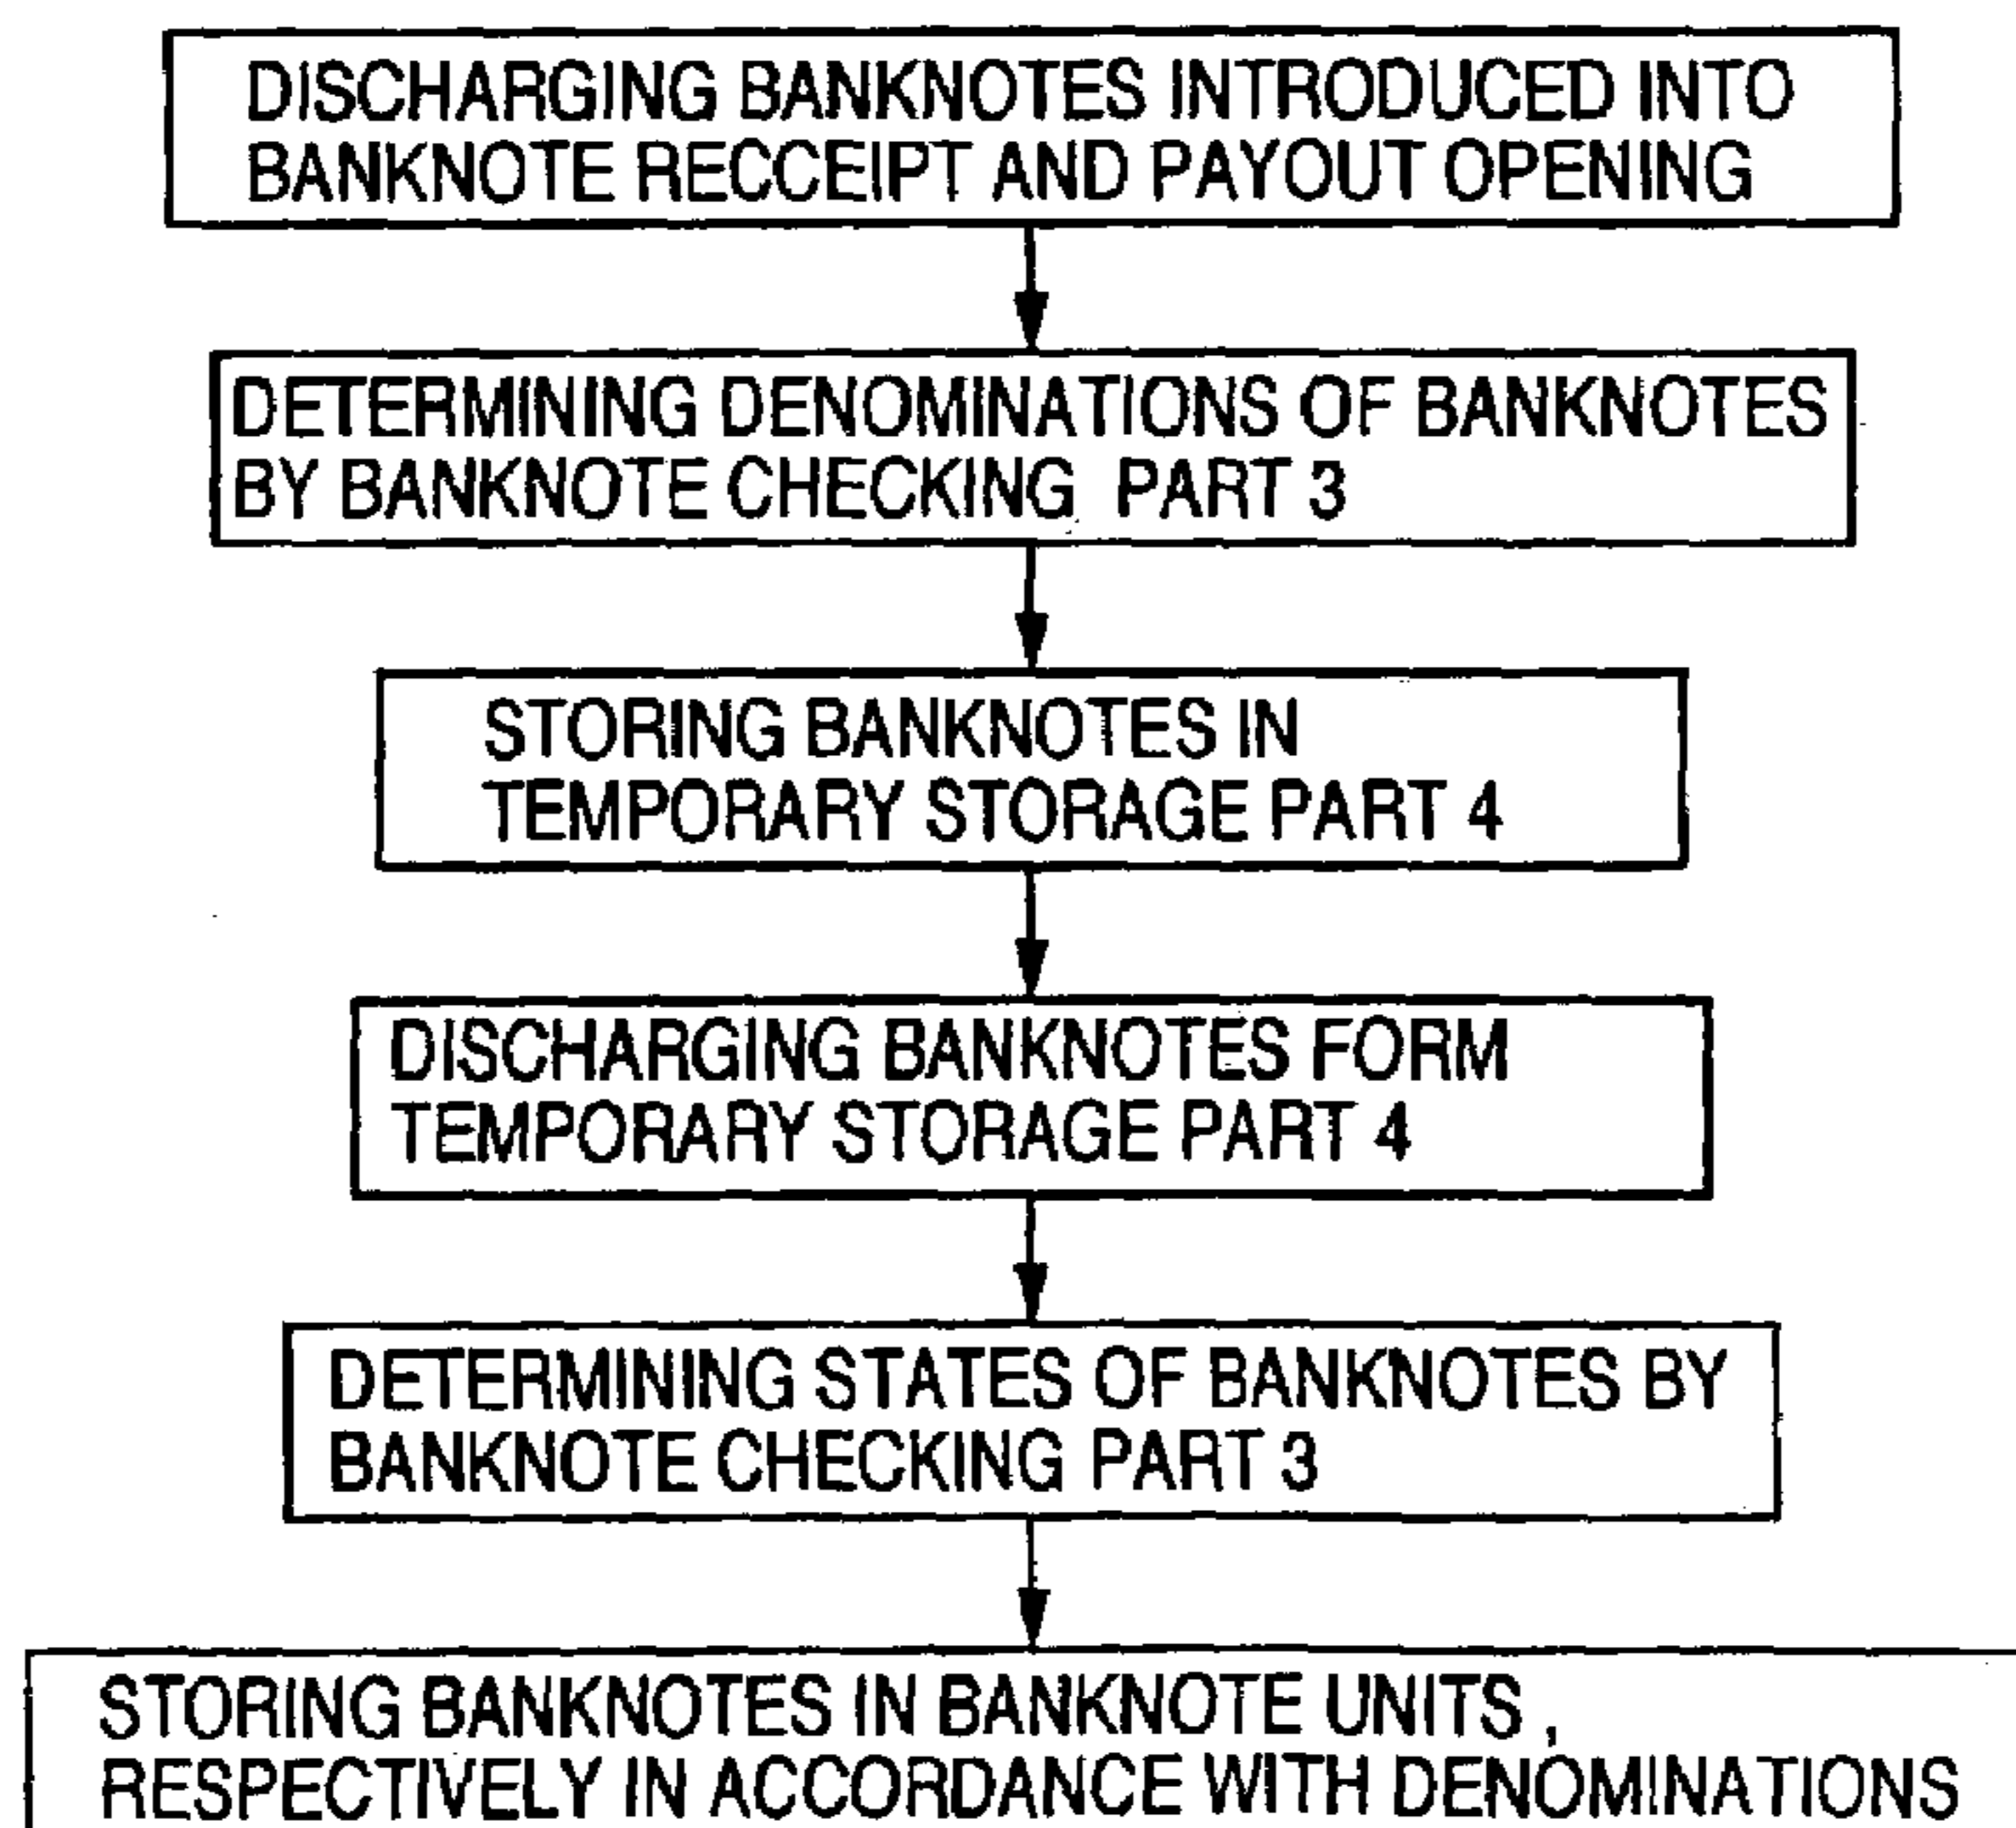 DISCHARGING BANKNOTES INTRODUCED INTO
BANKNOTE RECCEIPT AND PAYOUT OPENING
DETERMINING DENOMINATIONS OF BANKNOTES
BY BANKNOTE CHECKING PART 3
STORING BANKNOTES IN
TEMPORARY STORAGE PART 4
DISCHARGING BANKNOTES FORM
TEMPORARY STORAGE PART 4
DETERMINING STATES OF BANKNOTES BY
BANKNOTE CHECKING PART 3
STORING BANKNOTES IN BANKNOTE UNITS ,
RESPECTIVELY IN ACCORDANCE WITH DENOMINATIONS